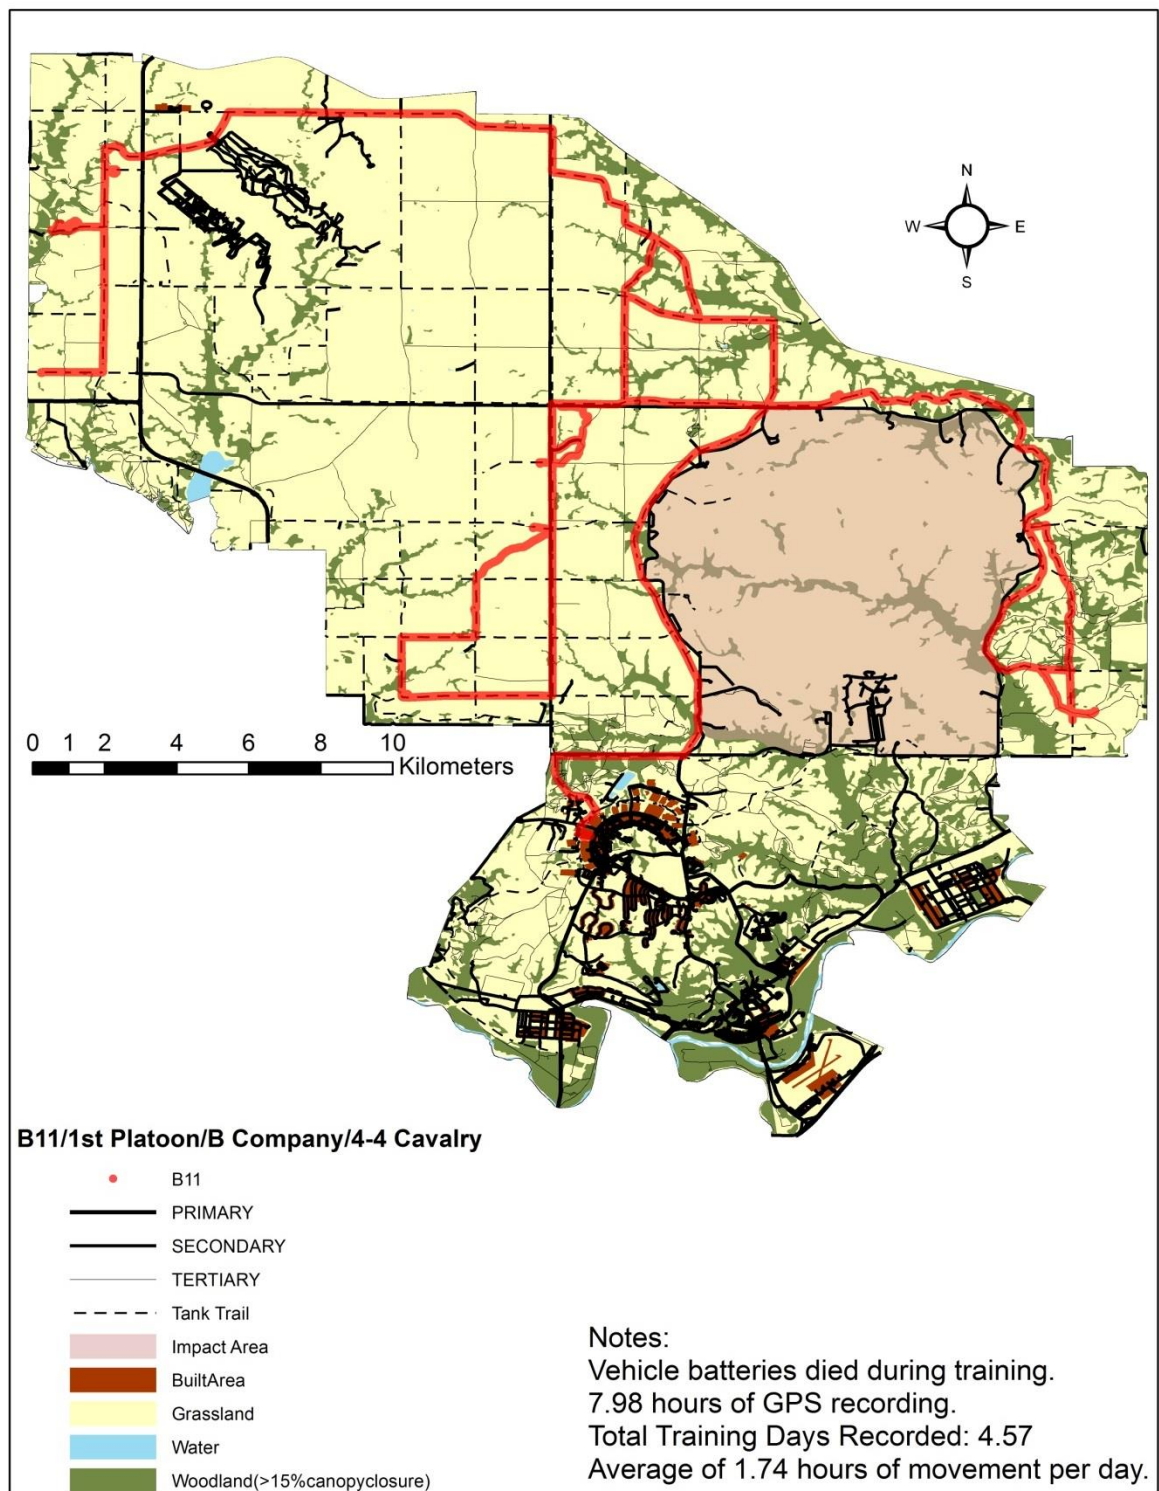 N
W E
S
0 1 2 4 6 8 10
Kilometers
B11/1st Platoon/B Company/4-4 Cavalry
B11
PRIMARY
SECONDARY
TERTIARY
Tank Trail
Impact Area
BuiltArea
Grassland
Water
Woodland(>15%canopyclosure)
Notes:
Vehicle batteries died during training.
7.98 hours of GPS recording.
Total Training Days Recorded: 4.57
Average of 1.74 hours of movement per day.